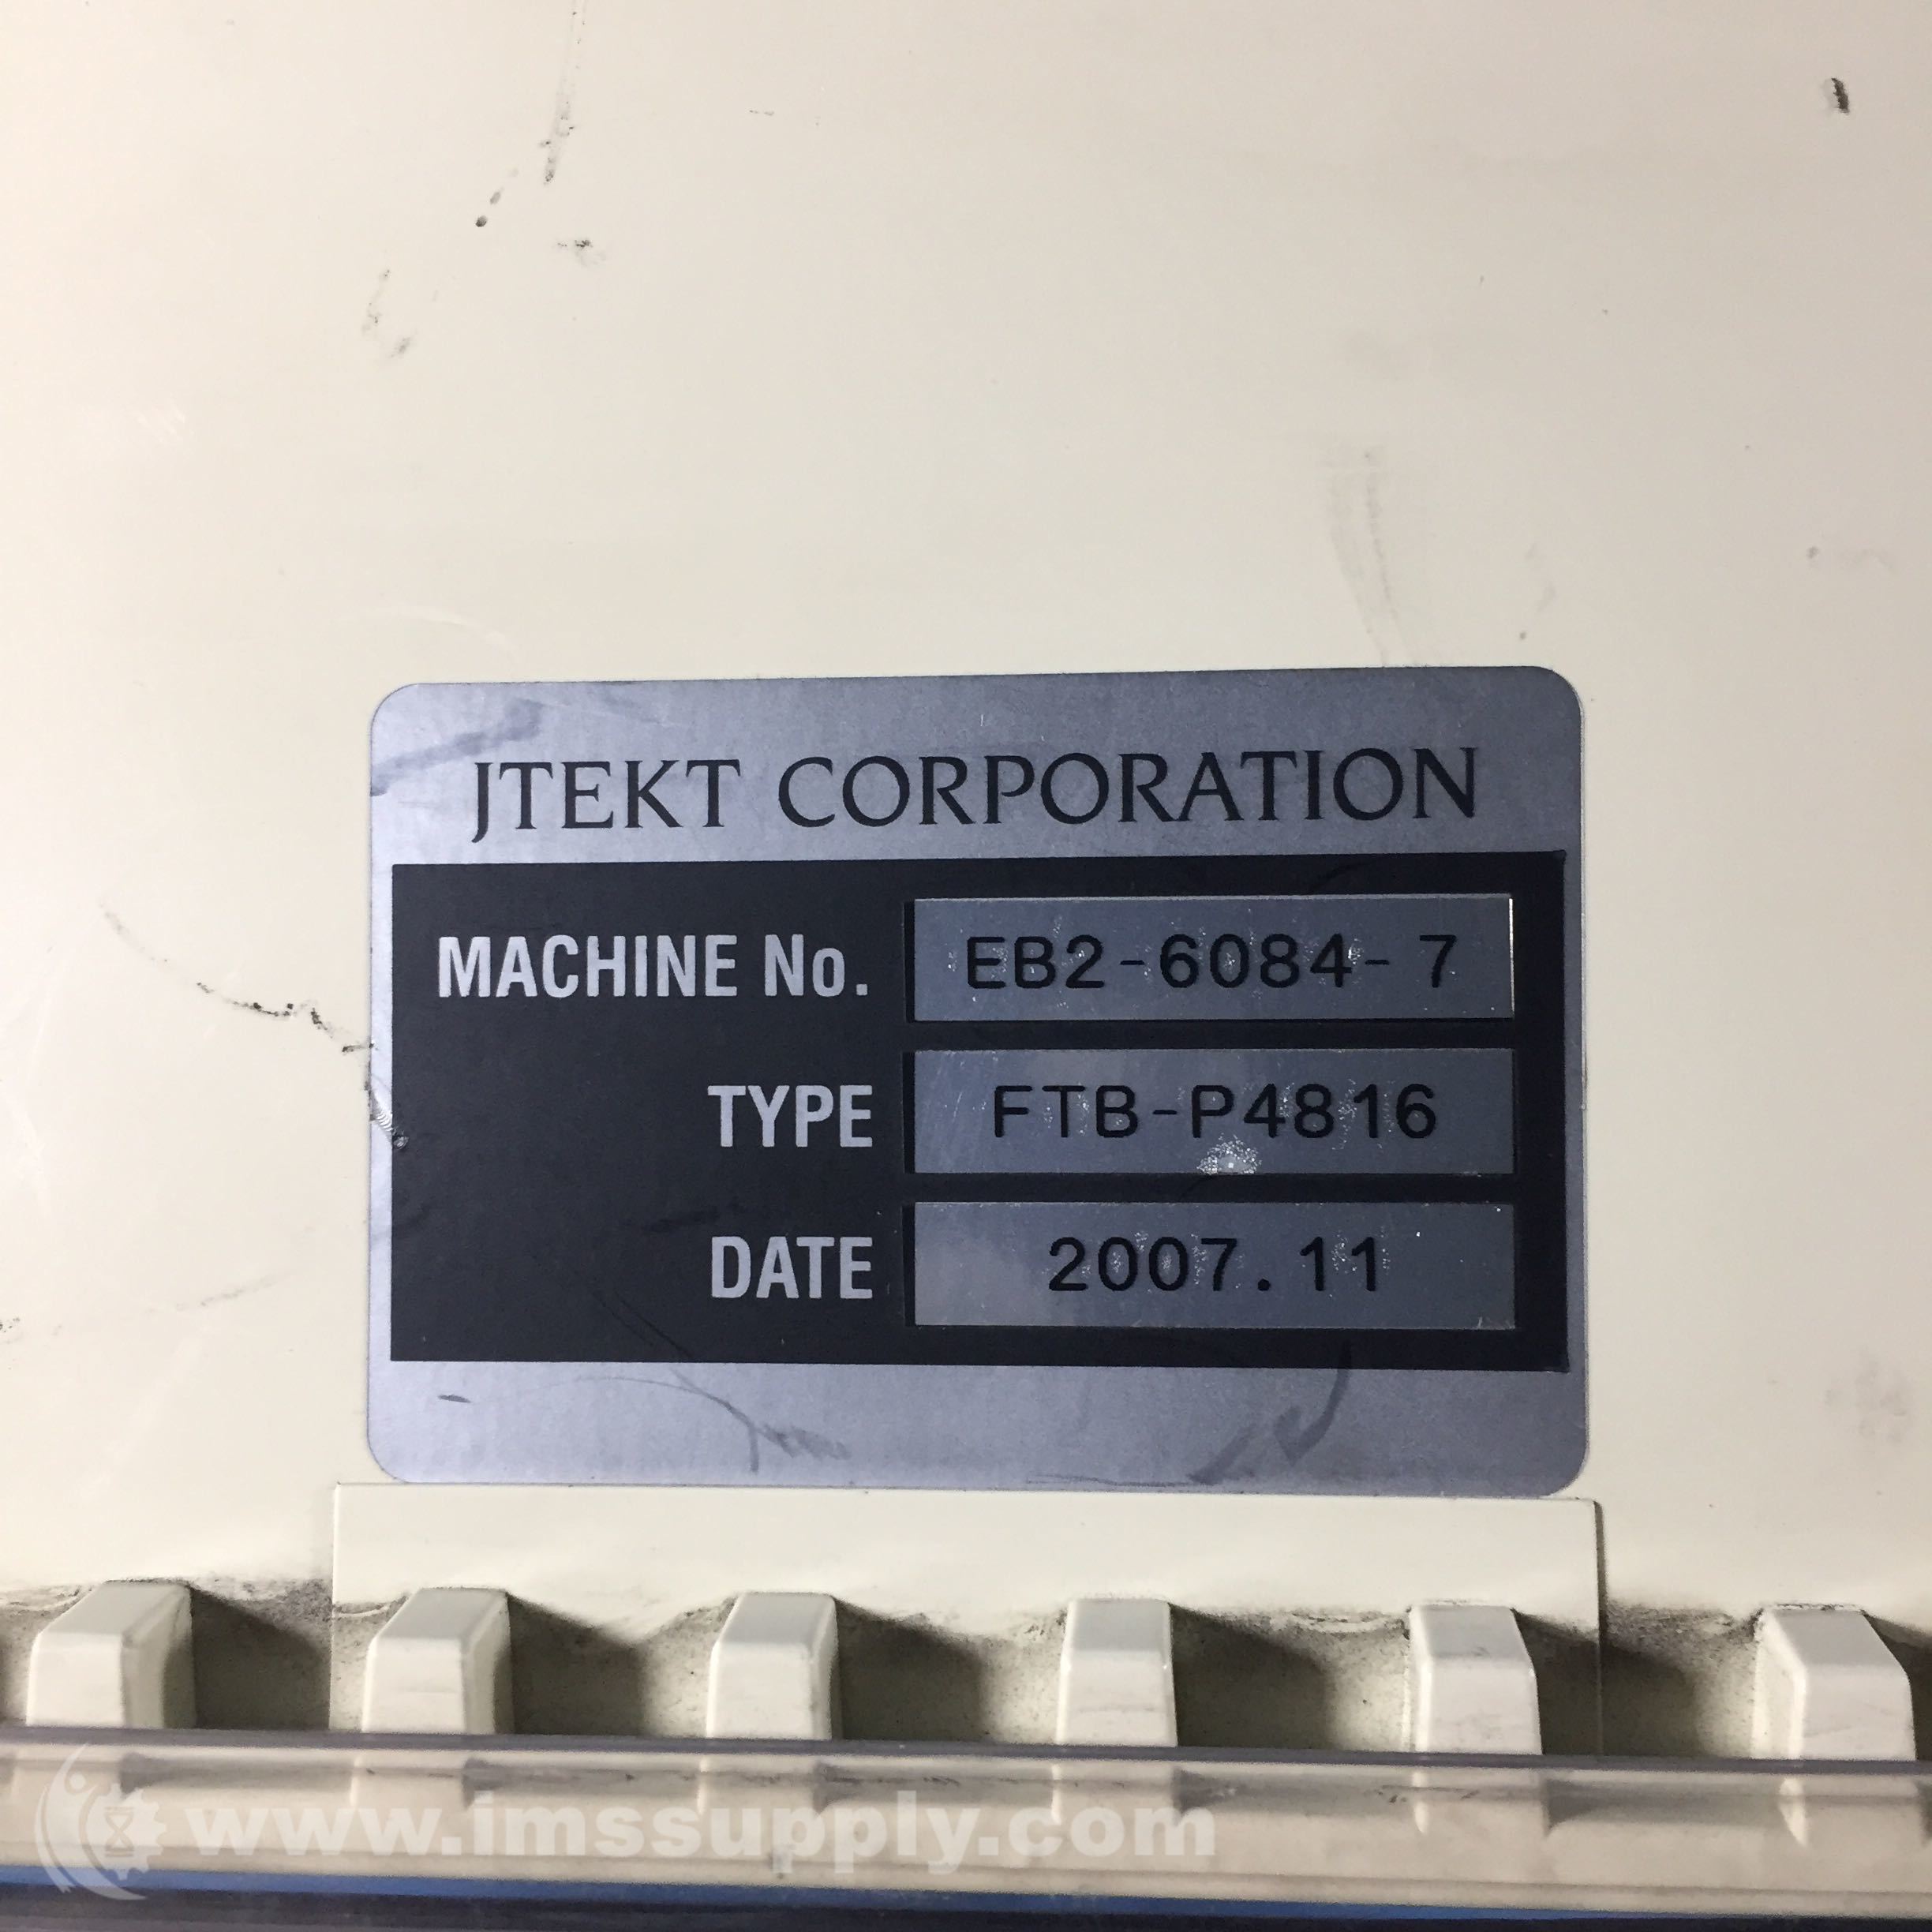 JTEKT CORPORATION
MACHINE No. EB2-6084-7
TYPE FTB-P4816
DATE 2007.11
www.imssupply.com